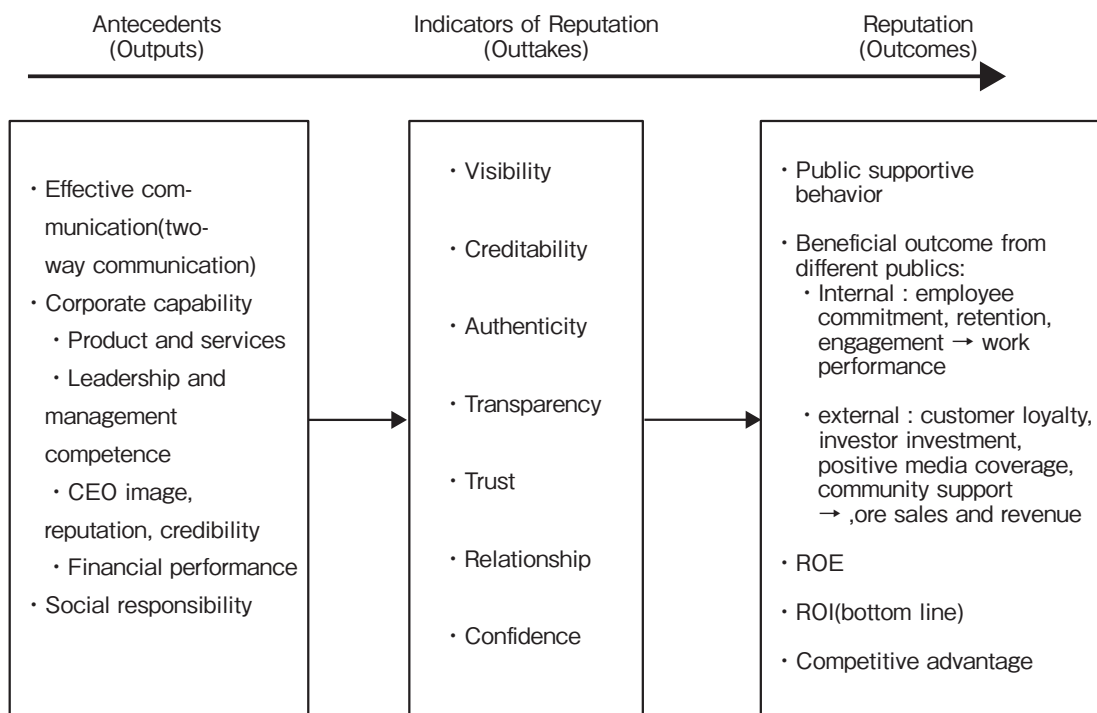 Antecedents
(Outputs)
Indicators of Reputation
(Outtakes)
Reputation
(Outcomes)
· Effective com-
munication(two-
way communication)
· Corporate capability
· Product and services
· Leadership and
management
competence
· CEO image,
reputation, credibility
· Financial performance
· Social responsibility
· Visibility
· Creditability
· Authenticity
· Transparency
· Trust
· Relationship
· Confidence
· Public supportive
behavior
· Beneficial outcome from
different publics:
· Internal : employee
commitment, retention,
engagement → work
performance
· external : customer loyalty,
investor investment,
positive media coverage,
community support
→ ,ore sales and revenue
· ROE
· ROI(bottom line)
· Competitive advantage